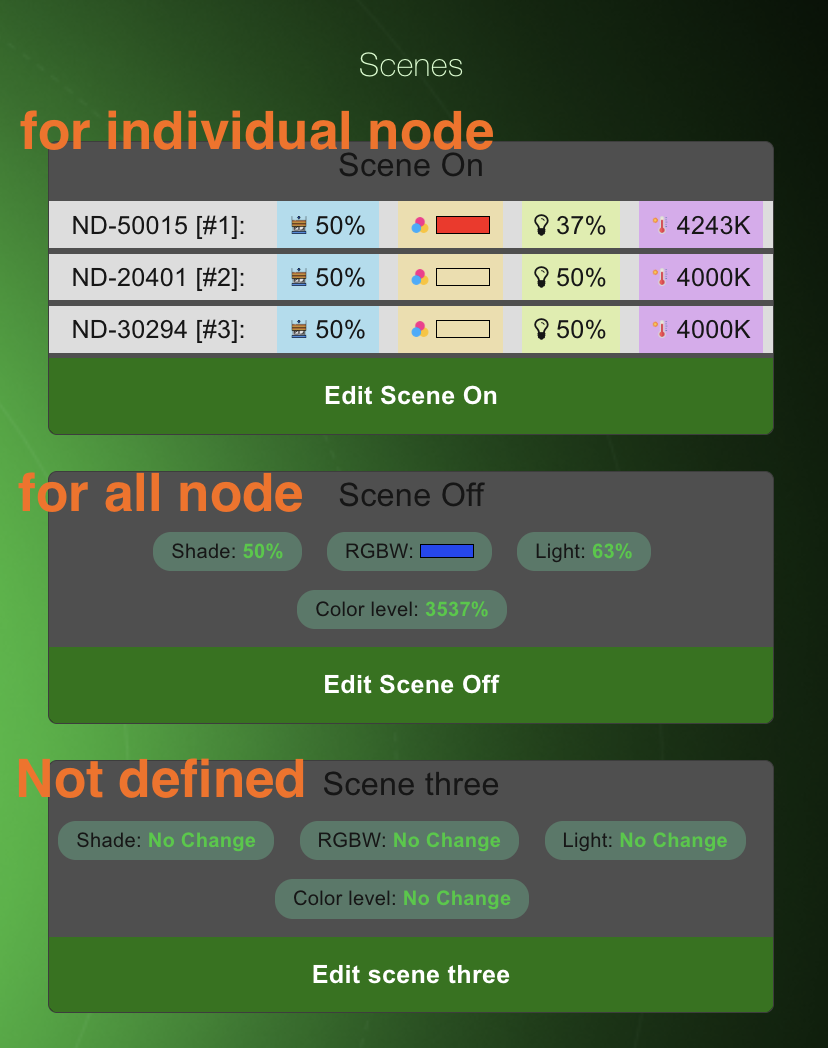 Scenes
for individual node
Scene On
ND-50015 [#1]: 50% 37% 4243K
ND-20401 [#2]: 50% 50% 4000K
ND-30294 [#3]: 50% 50% 4000K
Edit Scene On
for all node
Scene Off
Shade: 50% RGBW: Light: 63%
Color level: 3537%
Edit Scene Off
Not defined
Scene three
Shade: No Change RGBW: No Change Light: No Change
Color level: No Change
Edit scene three